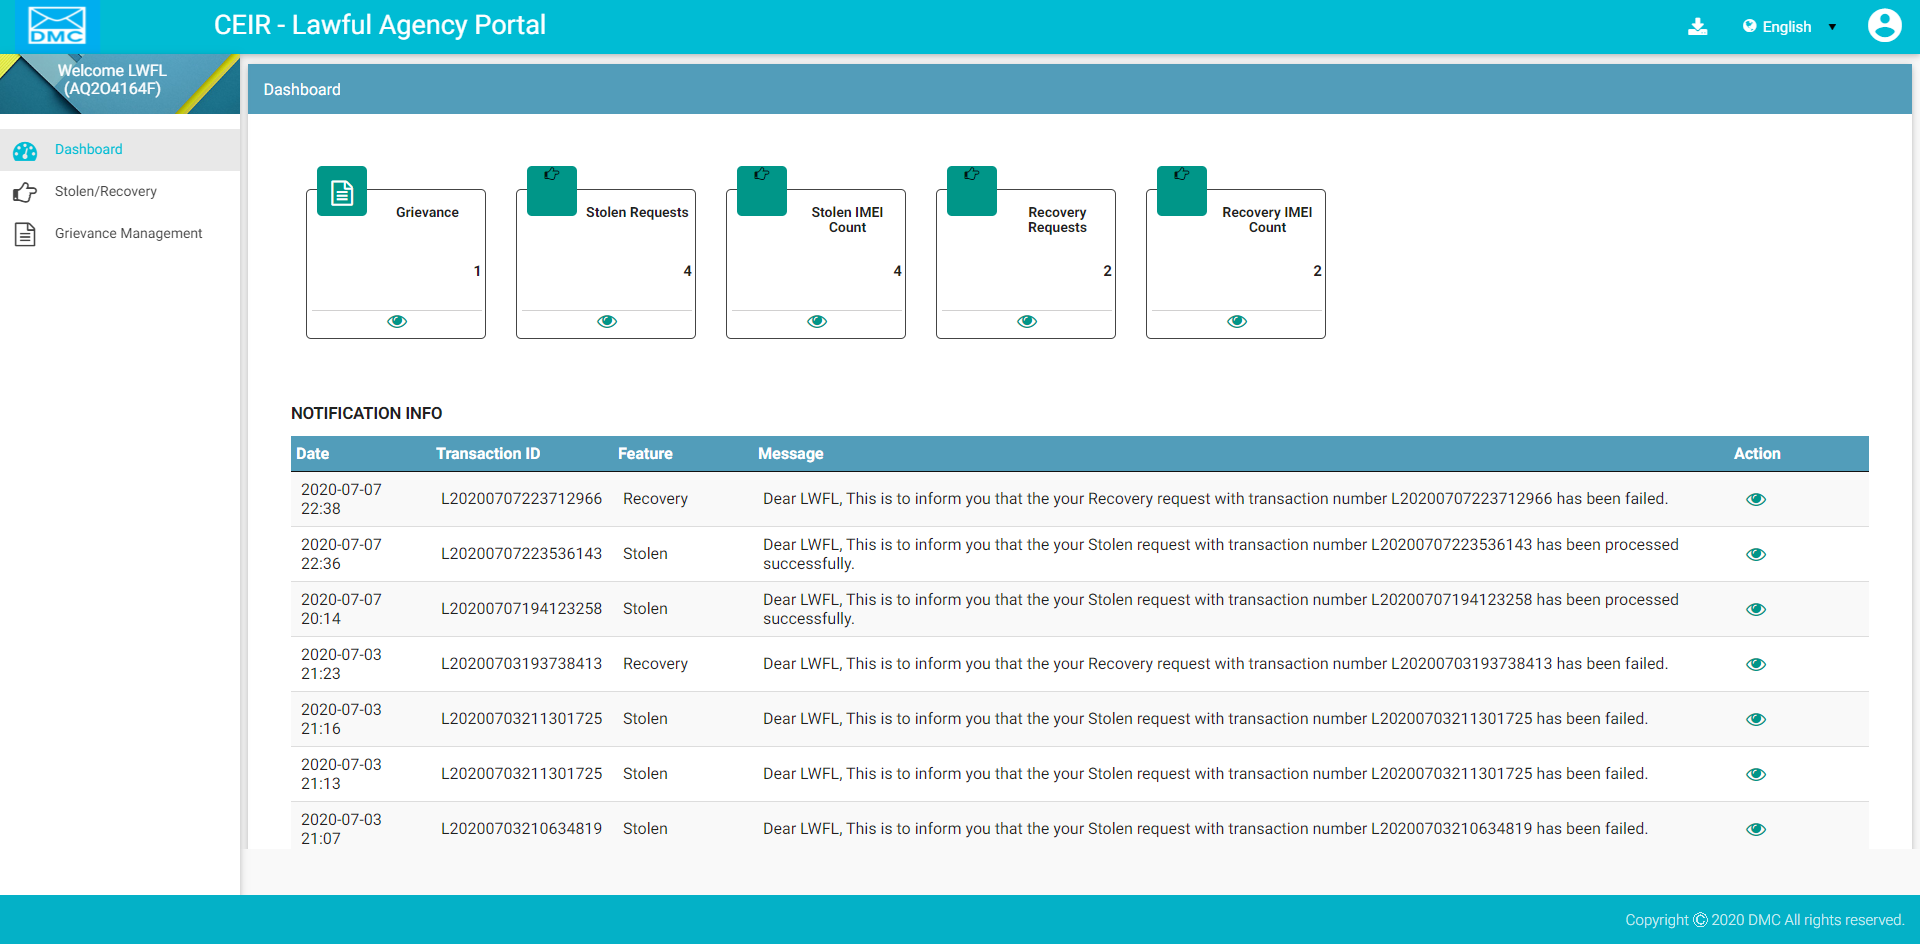 DMC
CEIR - Lawful Agency Portal
English
Welcome LWFL
(AQ2O4164F)
Dashboard
Stolen/Recovery
Grievance Management
Dashboard
Grievance
1
Stolen Requests
4
Stolen IMEI
Count
4
Recovery
Requests
2
Recovery IMEI
Count
2
NOTIFICATION INFO
Date Transaction ID Feature Message Action
2020-07-07
22:38
L20200707223712966 Recovery Dear LWFL, This is to inform you that the your Recovery request with transaction number L20200707223712966 has been failed.
2020-07-07
22:36
L20200707223536143 Stolen
Dear LWFL, This is to inform you that the your Stolen request with transaction number L20200707223536143 has been processed
successfully.
2020-07-07
20:14
L20200707194123258 Stolen
Dear LWFL, This is to inform you that the your Stolen request with transaction number L20200707194123258 has been processed
successfully.
2020-07-03
21:23
L20200703193738413 Recovery Dear LWFL, This is to inform you that the your Recovery request with transaction number L20200703193738413 has been failed.
2020-07-03
21:16
L20200703211301725 Stolen Dear LWFL, This is to inform you that the your Stolen request with transaction number L20200703211301725 has been failed.
2020-07-03
21:13
L20200703211301725 Stolen Dear LWFL, This is to inform you that the your Stolen request with transaction number L20200703211301725 has been failed.
2020-07-03
21:07
L20200703210634819 Stolen Dear LWFL, This is to inform you that the your Stolen request with transaction number L20200703210634819 has been failed.
Copyright © 2020 DMC All rights reserved.